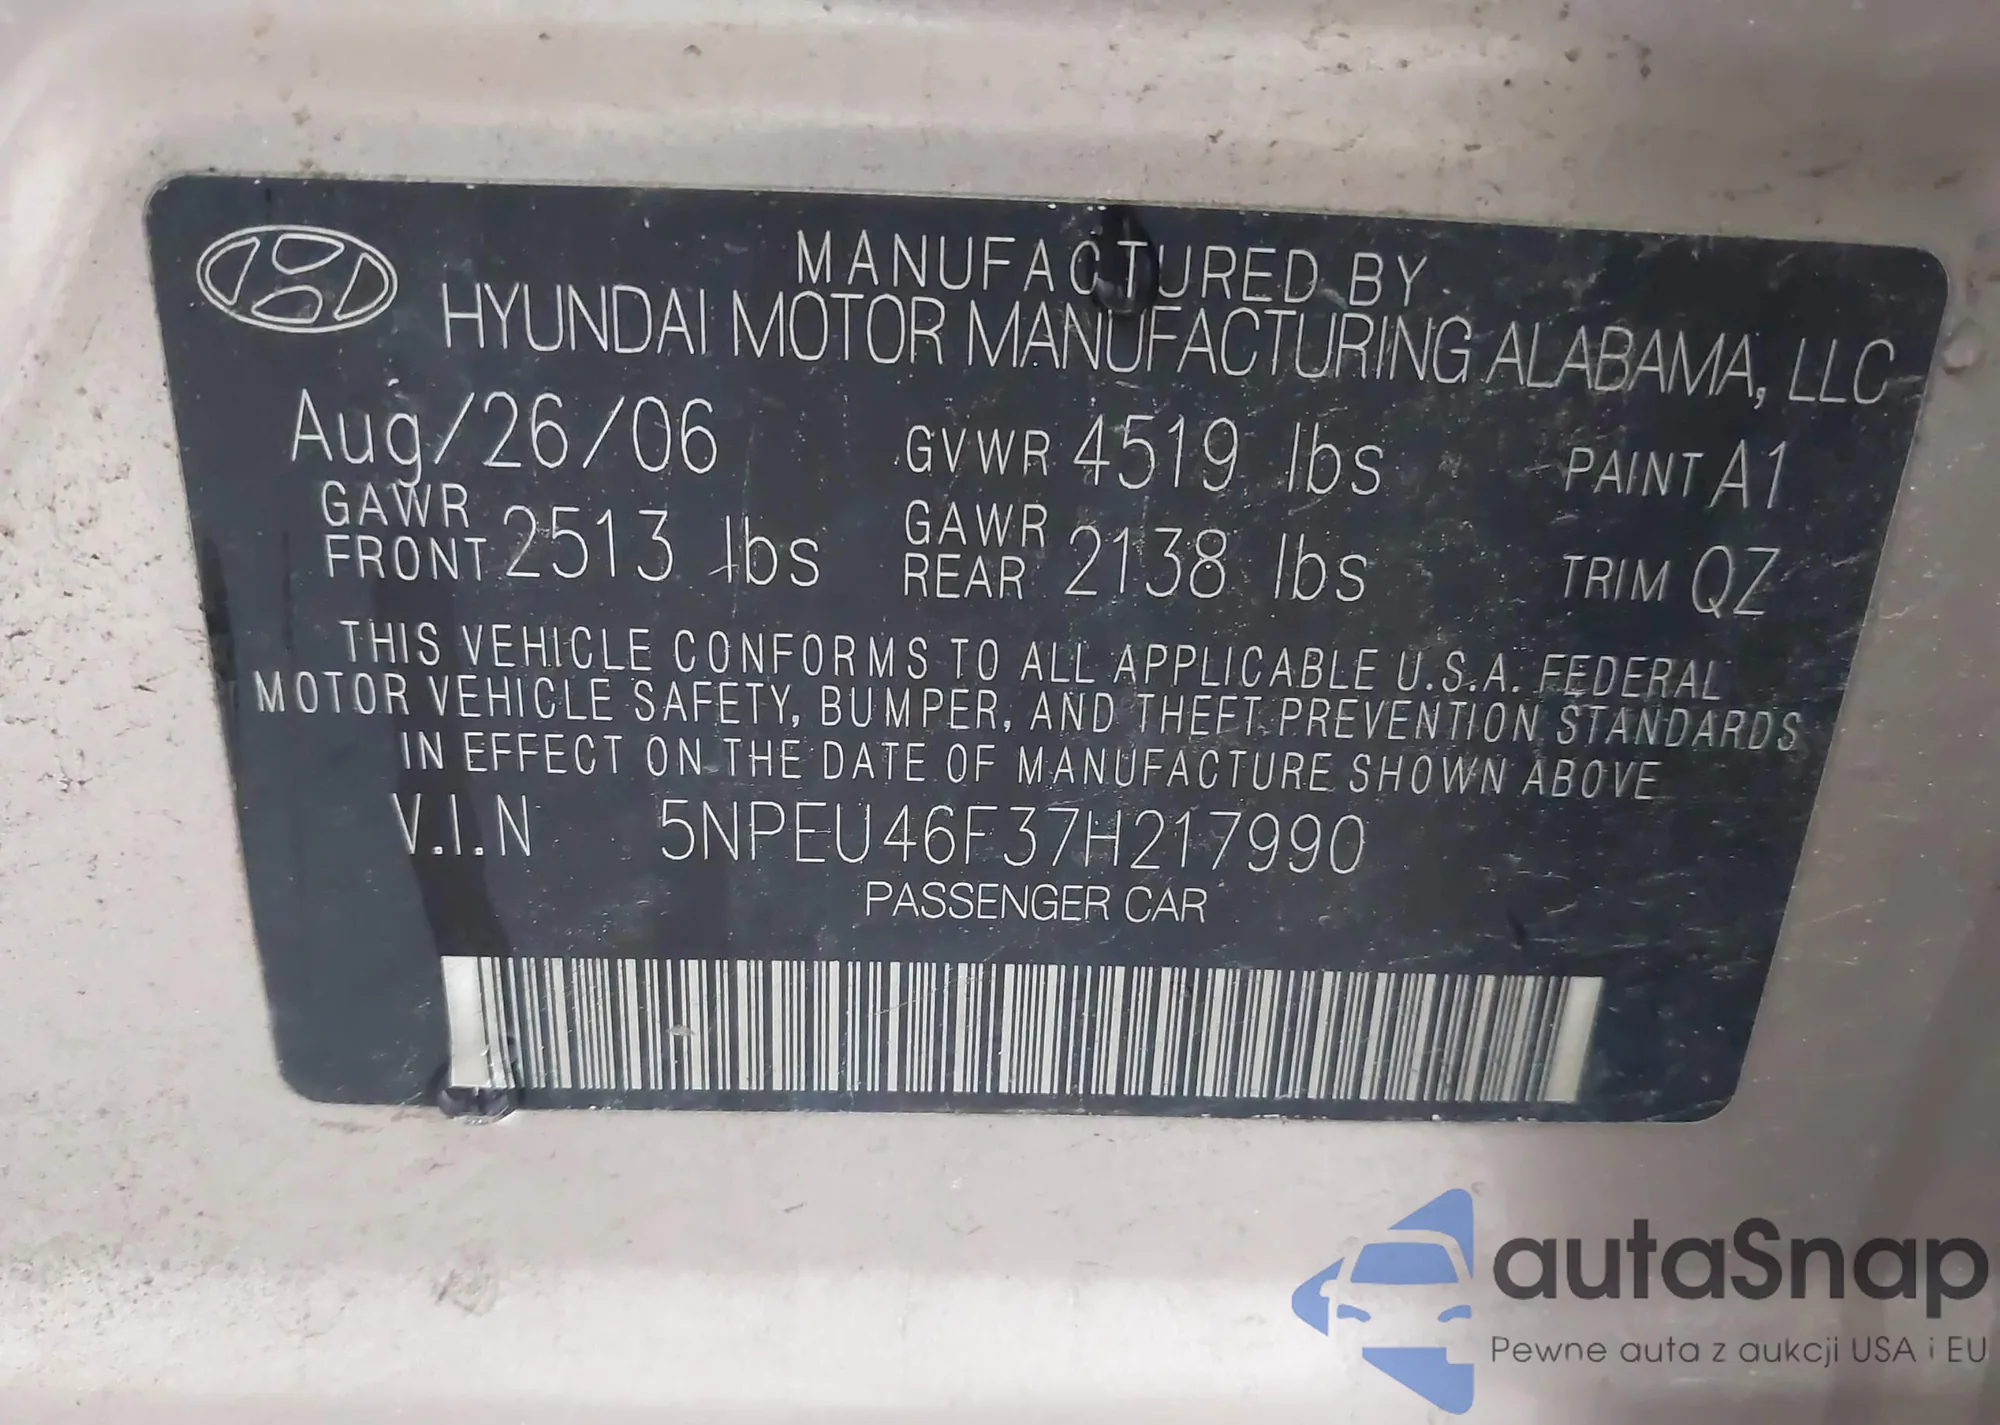 MANUFACTURED BY
HYUNDAI MOTOR MANUFACTURING ALABAMA, LLC
Aug/26/06 GVWR 4519 lbs PAINT A1
GAWR FRONT 2513 lbs GAWR REAR 2138 lbs TRIM QZ
THIS VEHICLE CONFORMS TO ALL APPLICABLE U.S.A. FEDERAL
MOTOR VEHICLE SAFETY, BUMPER, AND THEFT PREVENTION STANDARDS
IN EFFECT ON THE DATE OF MANUFACTURE SHOWN ABOVE
V.I.N 5NPEU46F37H217990
PASSENGER CAR
autaSnap
Pewne auta z aukcji USA i EU